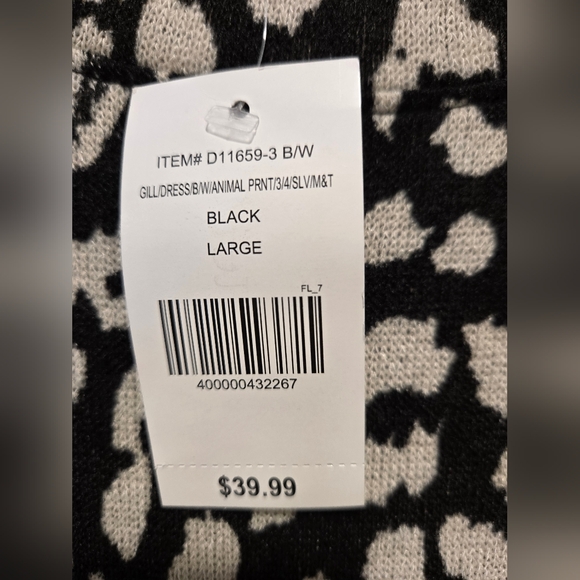 ITEM# D11659-3 B/W
GILL/DRESS/B/W/ANIMAL PRNT/3/4/SLV/M&T
BLACK
LARGE
FL_7
400000432267
$39.99